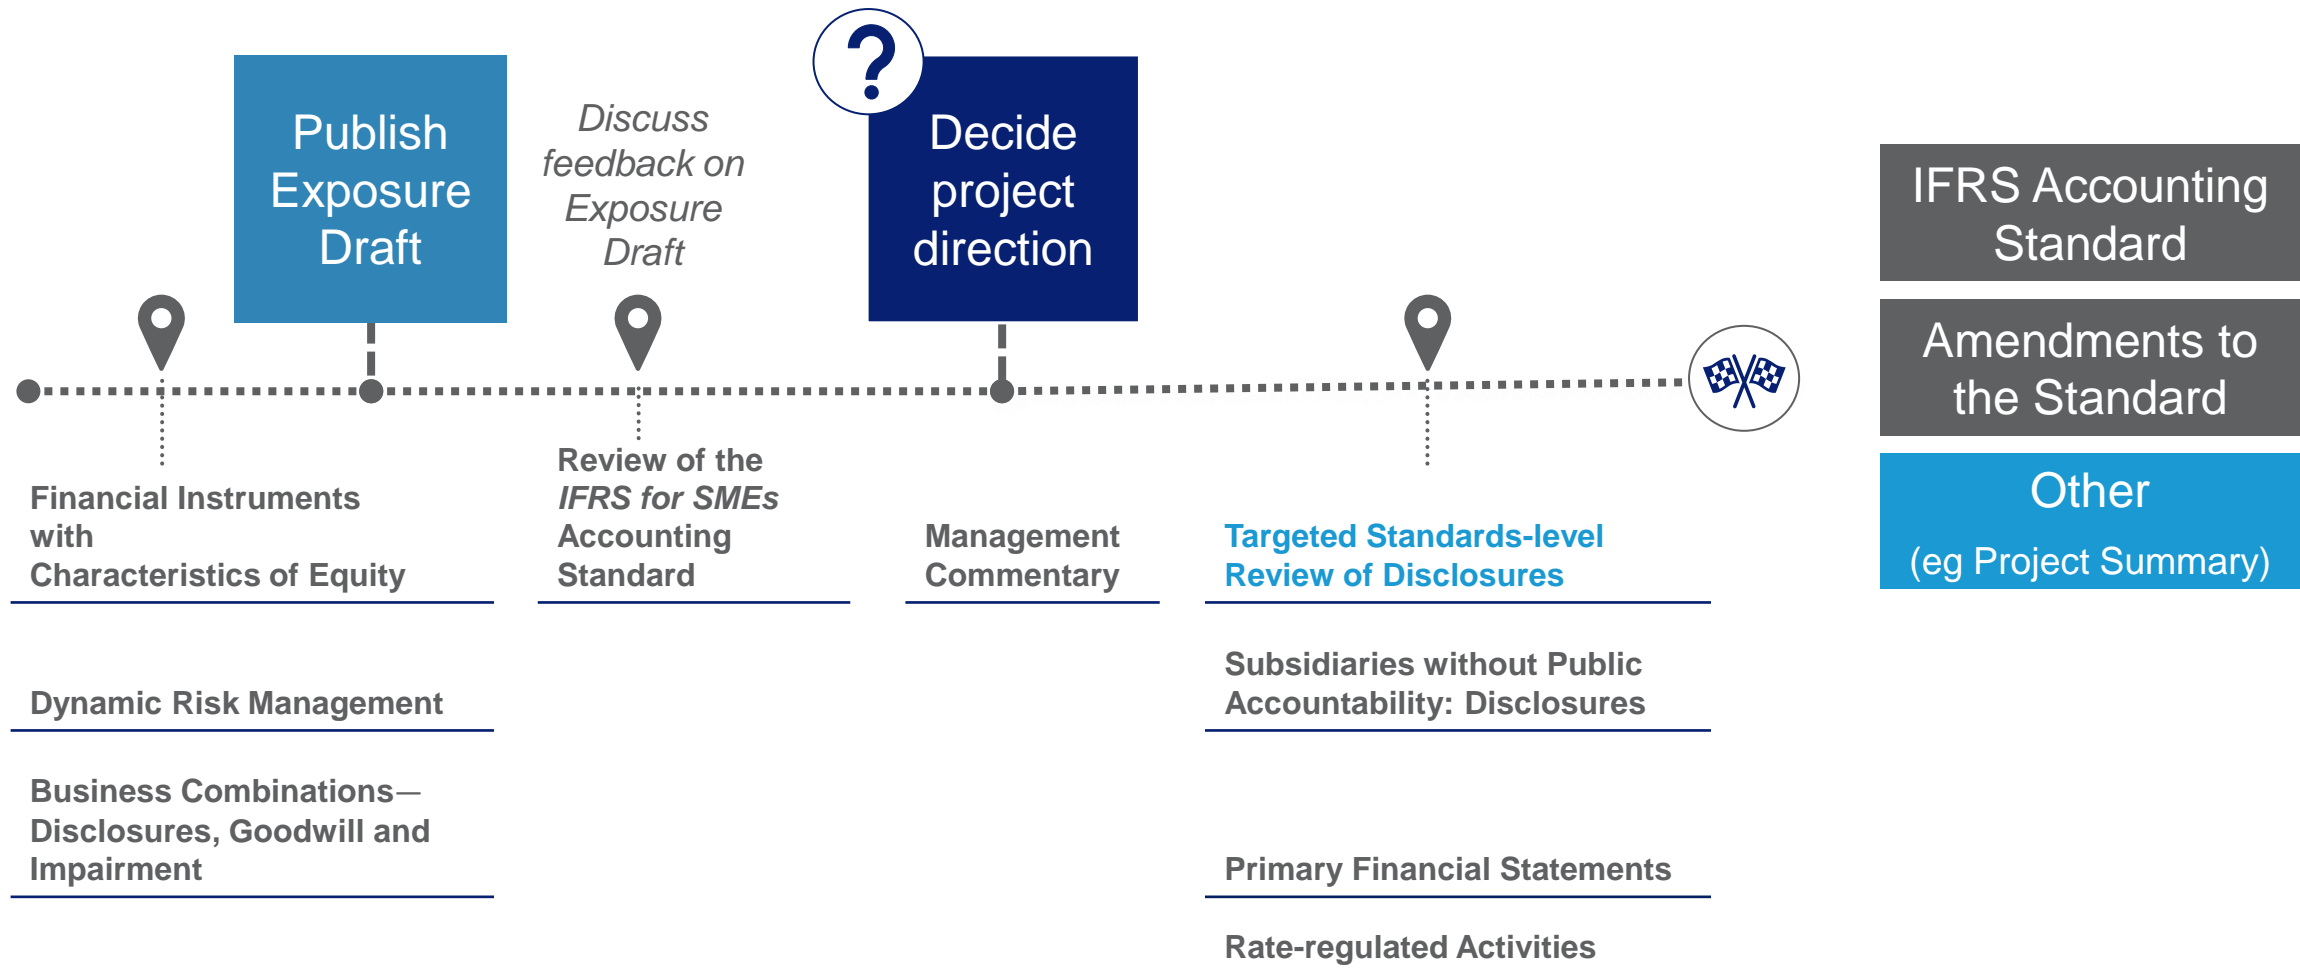 Publish
Exposure
Draft
Discuss
feedback on
Exposure
Draft
?
Decide
project
direction
IFRS Accounting
Standard
Amendments to
the Standard
Other
(eg Project Summary)
Financial Instruments
with
Characteristics of Equity
Dynamic Risk Management
Business Combinations—
Disclosures, Goodwill and
Impairment
Review of the
IFRS for SMEs
Accounting
Standard
Management
Commentary
Targeted Standards-level
Review of Disclosures
Subsidiaries without Public
Accountability: Disclosures
Primary Financial Statements
Rate-regulated Activities